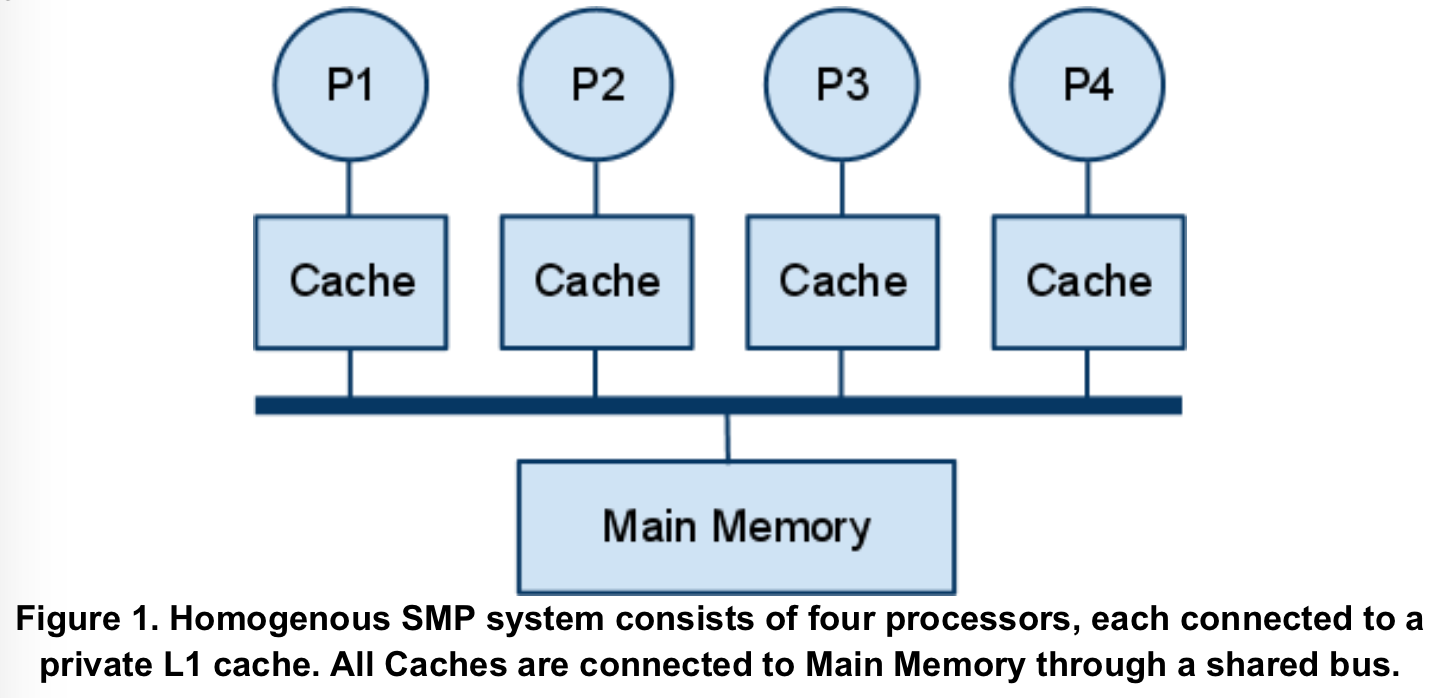 P1 P2 P3 P4
Cache Cache Cache Cache
Main Memory
Figure 1. Homogenous SMP system consists of four processors, each connected to a
private L1 cache. All Caches are connected to Main Memory through a shared bus.